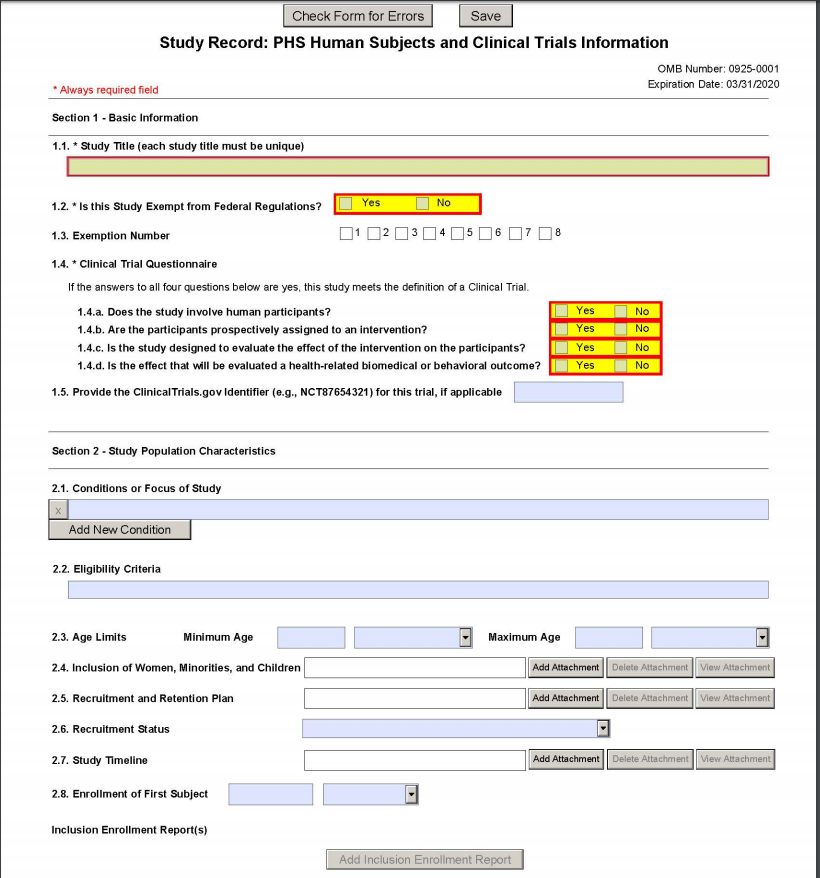 Check Form for Errors Save
Study Record: PHS Human Subjects and Clinical Trials Information
OMB Number: 0925-0001
Expiration Date: 03/31/2020
* Always required field
Section 1 - Basic Information
1.1. * Study Title (each study title must be unique)
1.2. * Is this Study Exempt from Federal Regulations? Yes No
1.3. Exemption Number 1 2 3 4 5 6 7 8
1.4. * Clinical Trial Questionnaire
If the answers to all four questions below are yes, this study meets the definition of a Clinical Trial.
1.4.a. Does the study involve human participants? Yes No
1.4.b. Are the participants prospectively assigned to an intervention? Yes No
1.4.c. Is the study designed to evaluate the effect of the intervention on the participants? Yes No
1.4.d. Is the effect that will be evaluated a health-related biomedical or behavioral outcome? Yes No
1.5. Provide the ClinicalTrials.gov Identifier (e.g., NCT87654321) for this trial, if applicable
Section 2 - Study Population Characteristics
2.1. Conditions or Focus of Study
x
Add New Condition
2.2. Eligibility Criteria
2.3. Age Limits Minimum Age Maximum Age
2.4. Inclusion of Women, Minorities, and Children Add Attachment Delete Attachment View Attachment
2.5. Recruitment and Retention Plan Add Attachment Delete Attachment View Attachment
2.6. Recruitment Status
2.7. Study Timeline Add Attachment Delete Attachment View Attachment
2.8. Enrollment of First Subject
Inclusion Enrollment Report(s)
Add Inclusion Enrollment Report